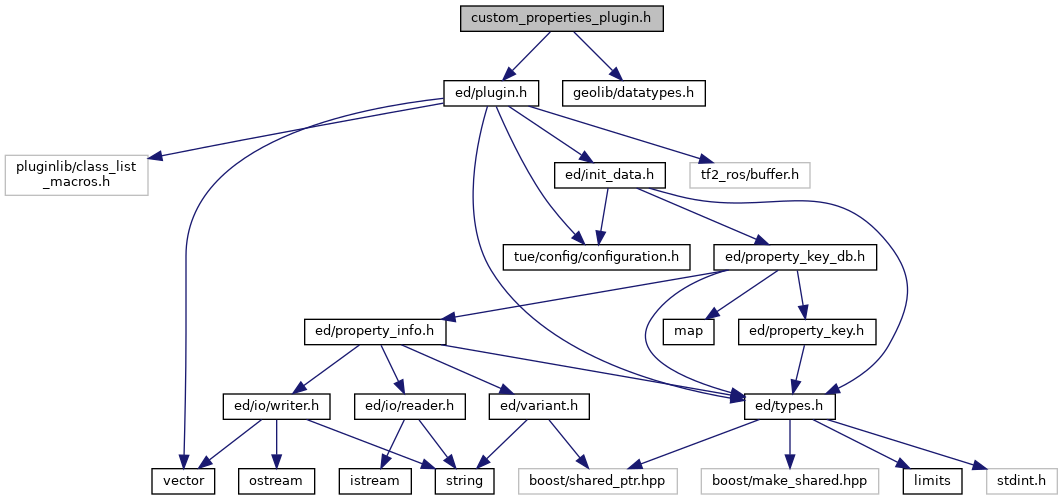 custom_properties_plugin.h
ed/plugin.h
geolib/datatypes.h
pluginlib/class_list
_macros.h
ed/init_data.h
tf2_ros/buffer.h
tue/config/configuration.h
ed/property_key_db.h
ed/property_info.h
map
ed/property_key.h
ed/io/writer.h
ed/io/reader.h
ed/variant.h
ed/types.h
vector
ostream
istream
string
boost/shared_ptr.hpp
boost/make_shared.hpp
limits
stdint.h